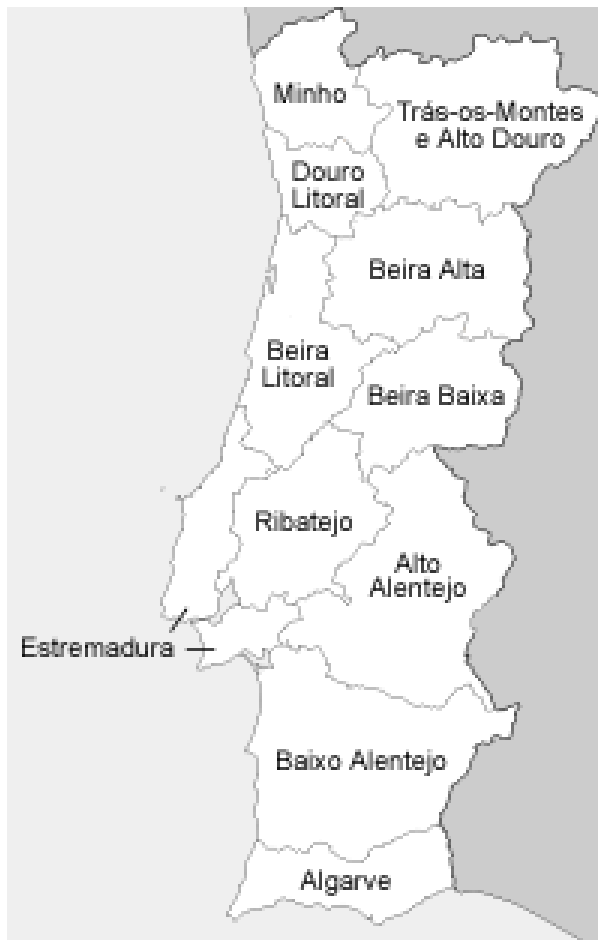 Minho
Trás-os-Montes
e Alto Douro
Douro
Litoral
Beira Alta
Beira
Litoral
Beira Baixa
Ribatejo
Alto
Alentejo
Estremadura
Baixo Alentejo
Algarve